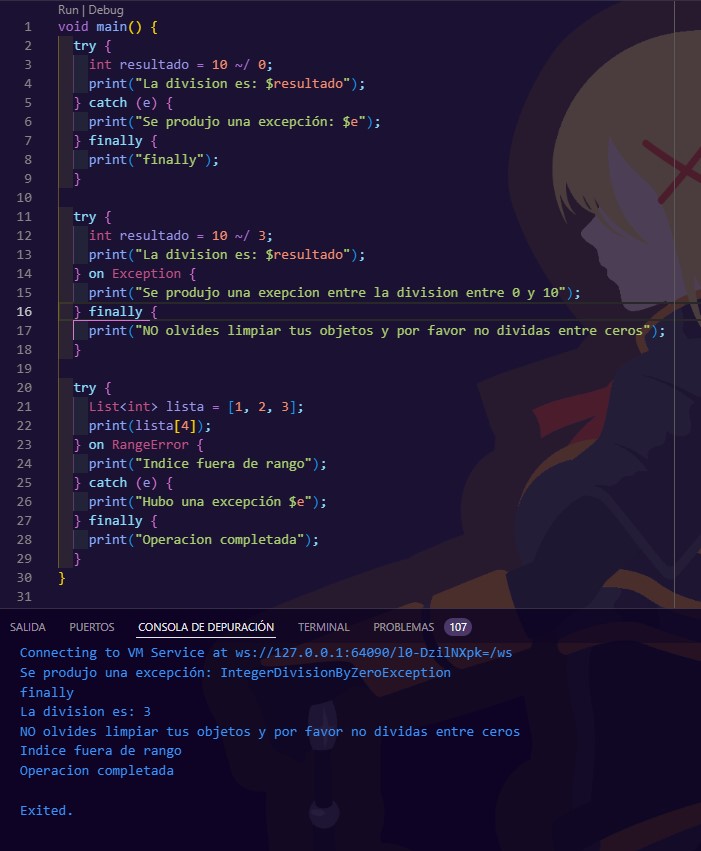 Run | Debug
1 void main() {
2 try {
3 int resultado = 10 ~/ 0;
4 print("La division es: $resultado");
5 } catch (e) {
6 print("Se produjo una excepción: $e");
7 } finally {
8 print("finally");
9 }
10
11 try {
12 int resultado = 10 ~/ 3;
13 print("La division es: $resultado");
14 } on Exception {
15 print("Se produjo una exepcion entre la division entre 0 y 10");
16 } finally {
17 print("NO olvides limpiar tus objetos y por favor no dividas entre ceros");
18 }
19
20 try {
21 List<int> lista = [1, 2, 3];
22 print(lista[4]);
23 } on RangeError {
24 print("Indice fuera de rango");
25 } catch (e) {
26 print("Hubo una excepción $e");
27 } finally {
28 print("Operacion completada");
29 }
30 }
31
SALIDA PUERTOS CONSOLA DE DEPURACIÓN TERMINAL PROBLEMAS 107
Connecting to VM Service at ws://127.0.0.1:64090/l0-DzilNXpk=/ws
Se produjo una excepción: IntegerDivisionByZeroException
finally
La division es: 3
NO olvides limpiar tus objetos y por favor no dividas entre ceros
Indice fuera de rango
Operacion completada
Exited.